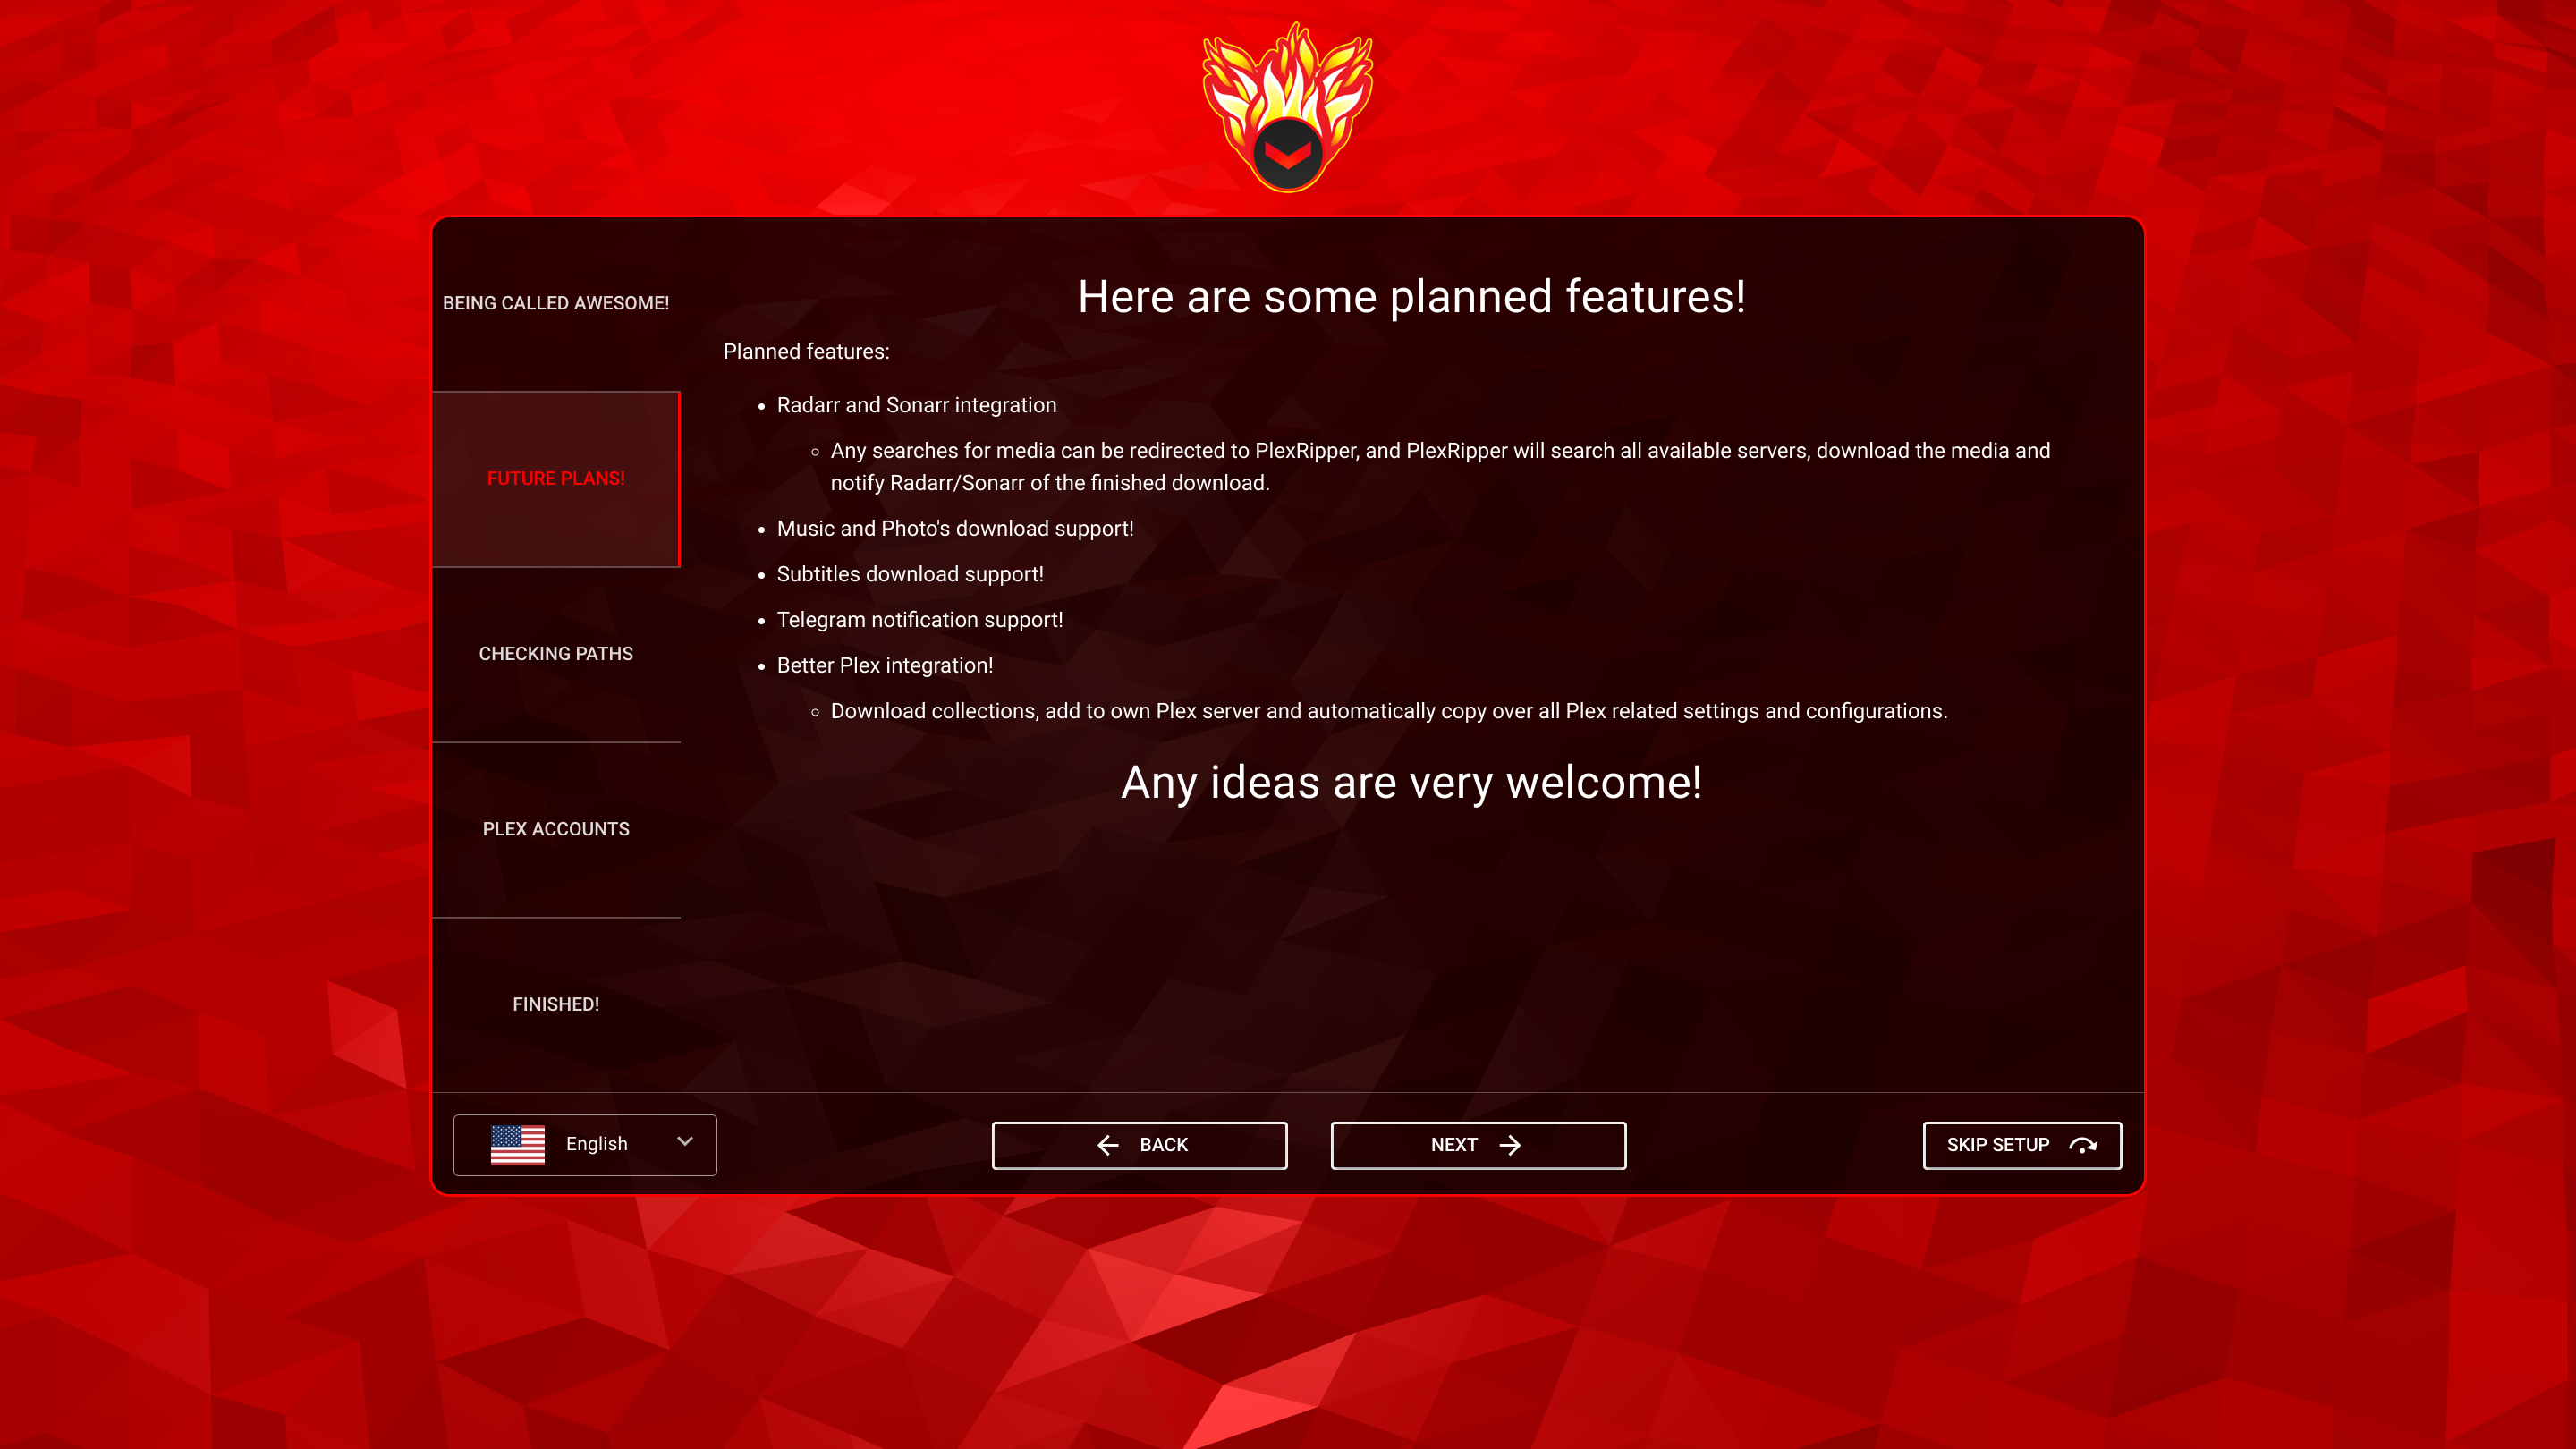 BEING CALLED AWESOME!
FUTURE PLANS!
CHECKING PATHS
PLEX ACCOUNTS
FINISHED!
Here are some planned features!
Planned features:
Radarr and Sonarr integration
Any searches for media can be redirected to PlexRipper, and PlexRipper will search all available servers, download the media and
notify Radarr/Sonarr of the finished download.
Music and Photo's download support!
Subtitles download support!
Telegram notification support!
Better Plex integration!
Download collections, add to own Plex server and automatically copy over all Plex related settings and configurations.
Any ideas are very welcome!
English
BACK
NEXT
SKIP SETUP